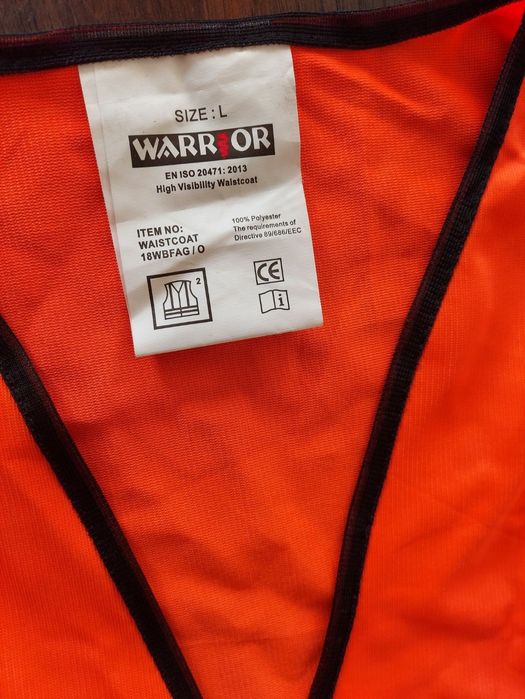 SIZE : L
WARRIOR
EN ISO 20471: 2013
High Visibility Waistcoat
ITEM NO:
WAISTCOAT
18WBFAG / O
100% Polyester
The requirements of
Directive 89/686/EEC
2
CE
i